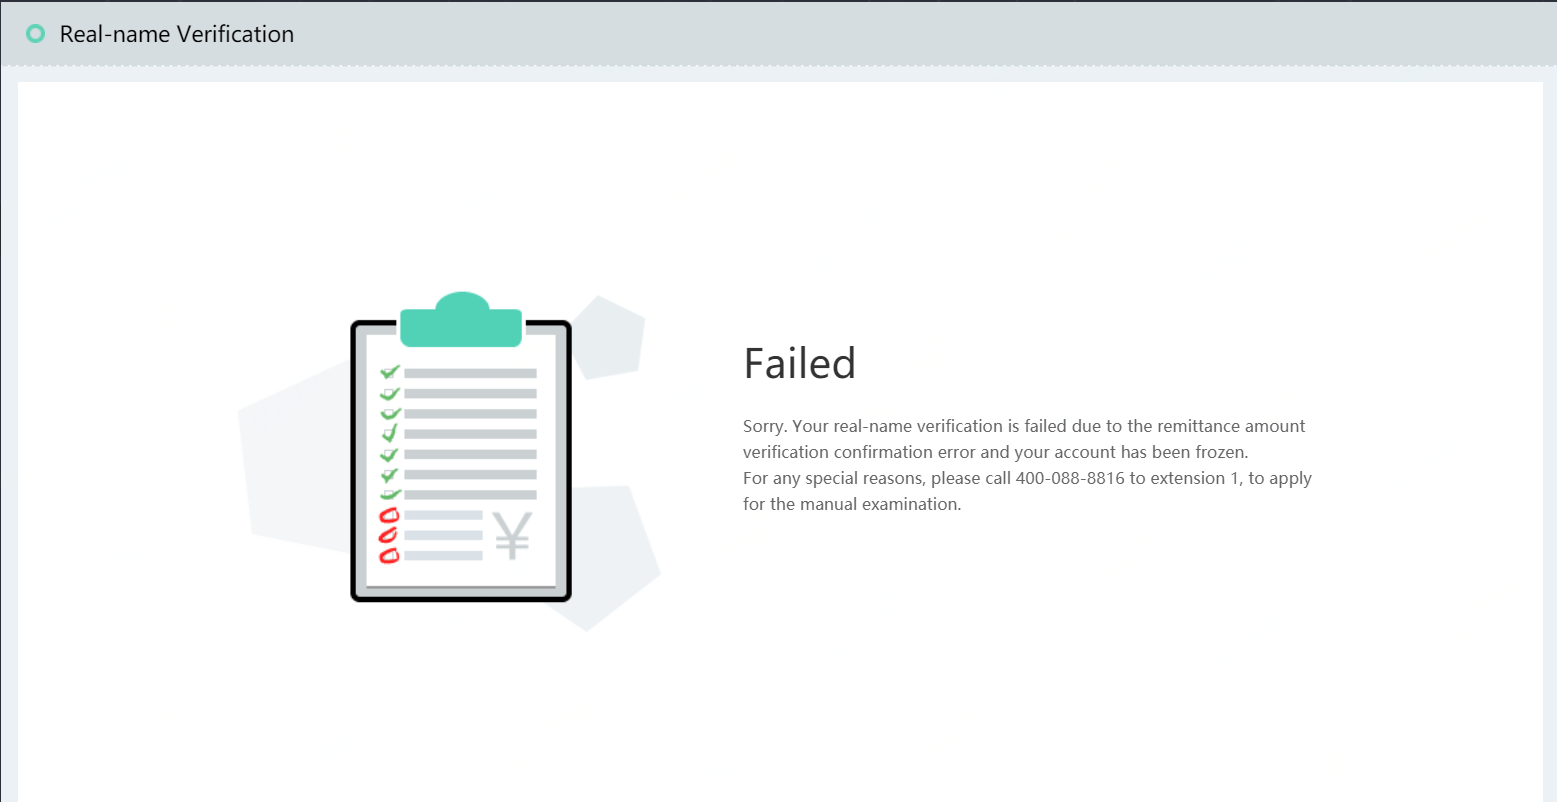 Real-name Verification
Failed
Sorry. Your real-name verification is failed due to the remittance amount
verification confirmation error and your account has been frozen.
For any special reasons, please call 400-088-8816 to extension 1, to apply
for the manual examination.
¥